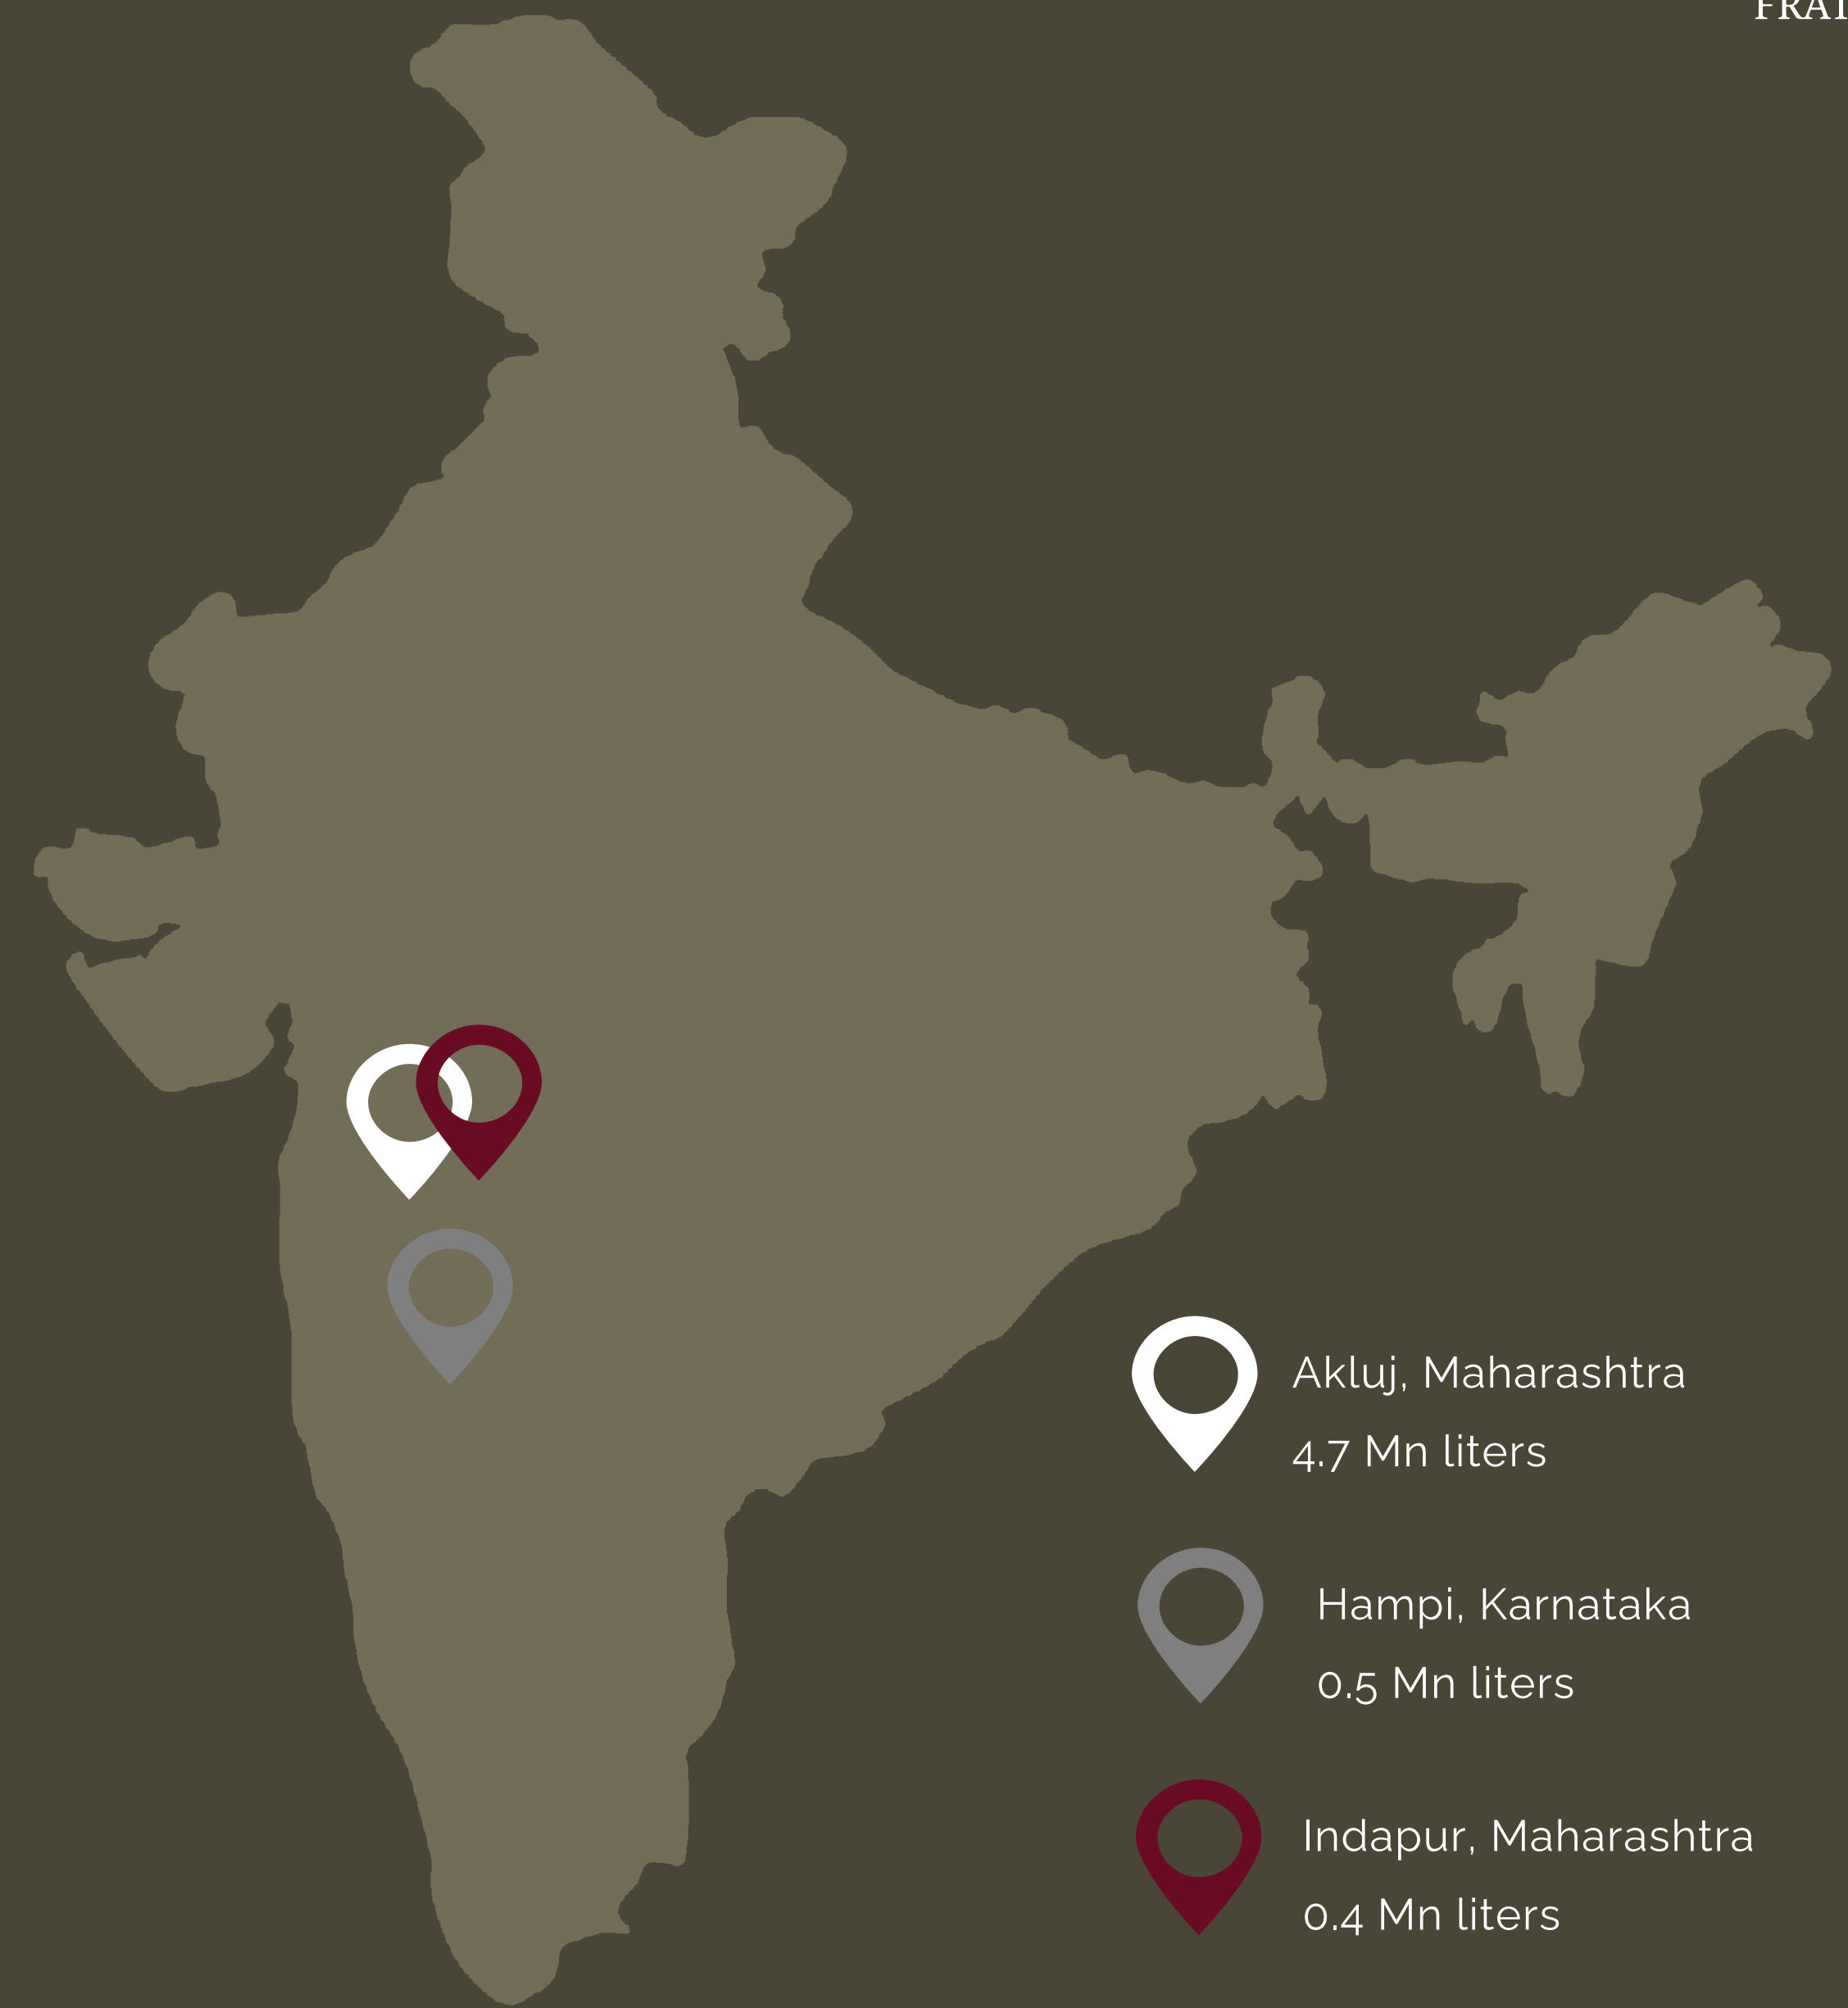 Akluj, Maharashtra
4.7 Mn liters
Hampi, Karnataka
0.5 Mn liters
Indapur, Maharashtra
0.4 Mn liters